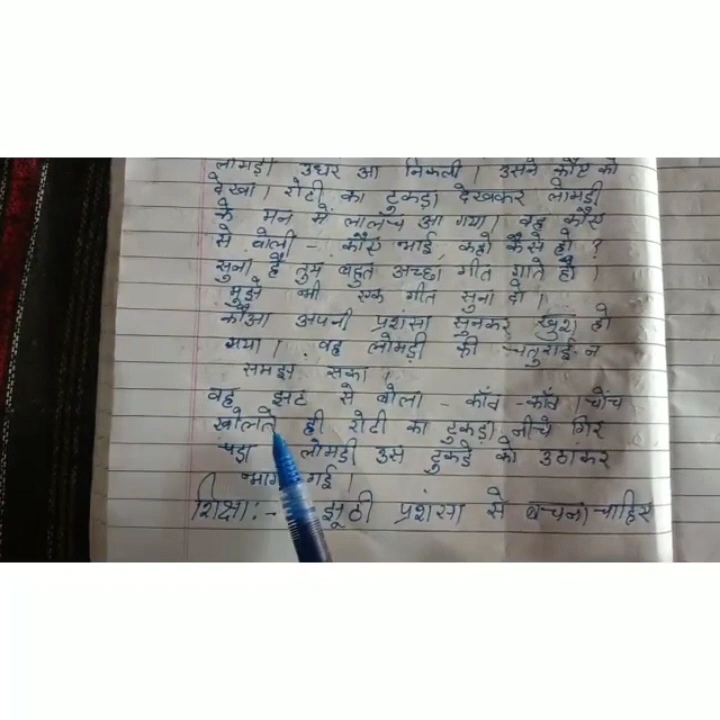 लोमड़ी उधर आ निकली । उसने कौए को
देखा । रोटी का टुकड़ा देखकर लोमड़ी
के मन में लालच आ गया । वह कौए
से बोली - कौए भाई, कहो कैसे हो ?
सुना है तुम बहुत अच्छा गीत गाते हो ।
मुझे भी एक गीत सुना दो ।
कौआ अपनी प्रशंसा सुनकर खुश हो
गया । वह लोमड़ी की चतुराई न
समझ सका ।
वह झट से बोला - काँव - काँव । चोंच
खोलते ही रोटी का टुकड़ा नीचे गिर
पड़ा लोमड़ी उस टुकड़े को उठाकर
भाग गई ।
शिक्षा :- झूठी प्रशंसा से बचना चाहिए